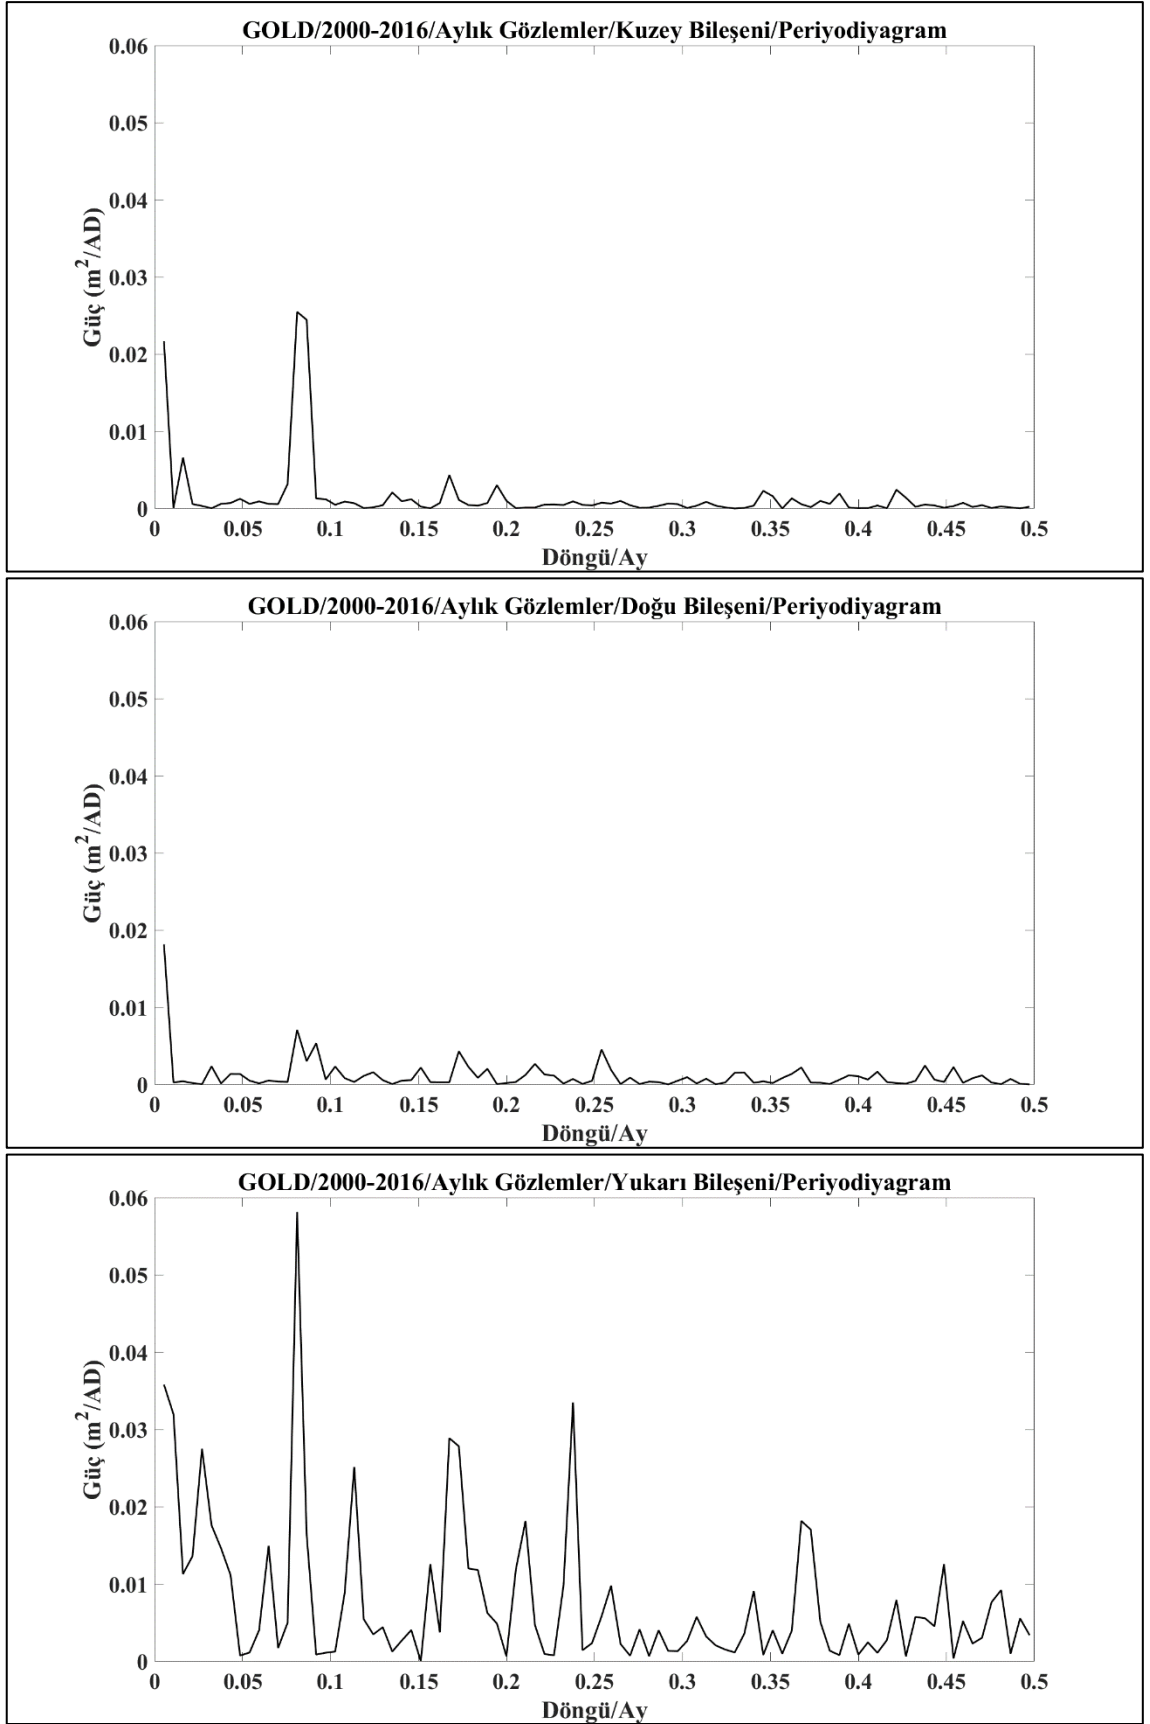 GOLD/2000-2016/Aylık Gözlemler/Kuzey Bileşeni/Periyodiyagram
0.06
0.05
0.04
0.03
0.02
0.01
0
Güç (m²/AD)
0 0.05 0.1 0.15 0.2 0.25 0.3 0.35 0.4 0.45 0.5
Döngü/Ay
GOLD/2000-2016/Aylık Gözlemler/Doğu Bileşeni/Periyodiyagram
0.06
0.05
0.04
0.03
0.02
0.01
0
Güç (m²/AD)
0 0.05 0.1 0.15 0.2 0.25 0.3 0.35 0.4 0.45 0.5
Döngü/Ay
GOLD/2000-2016/Aylık Gözlemler/Yukarı Bileşeni/Periyodiyagram
0.06
0.05
0.04
0.03
0.02
0.01
0
Güç (m²/AD)
0 0.05 0.1 0.15 0.2 0.25 0.3 0.35 0.4 0.45 0.5
Döngü/Ay